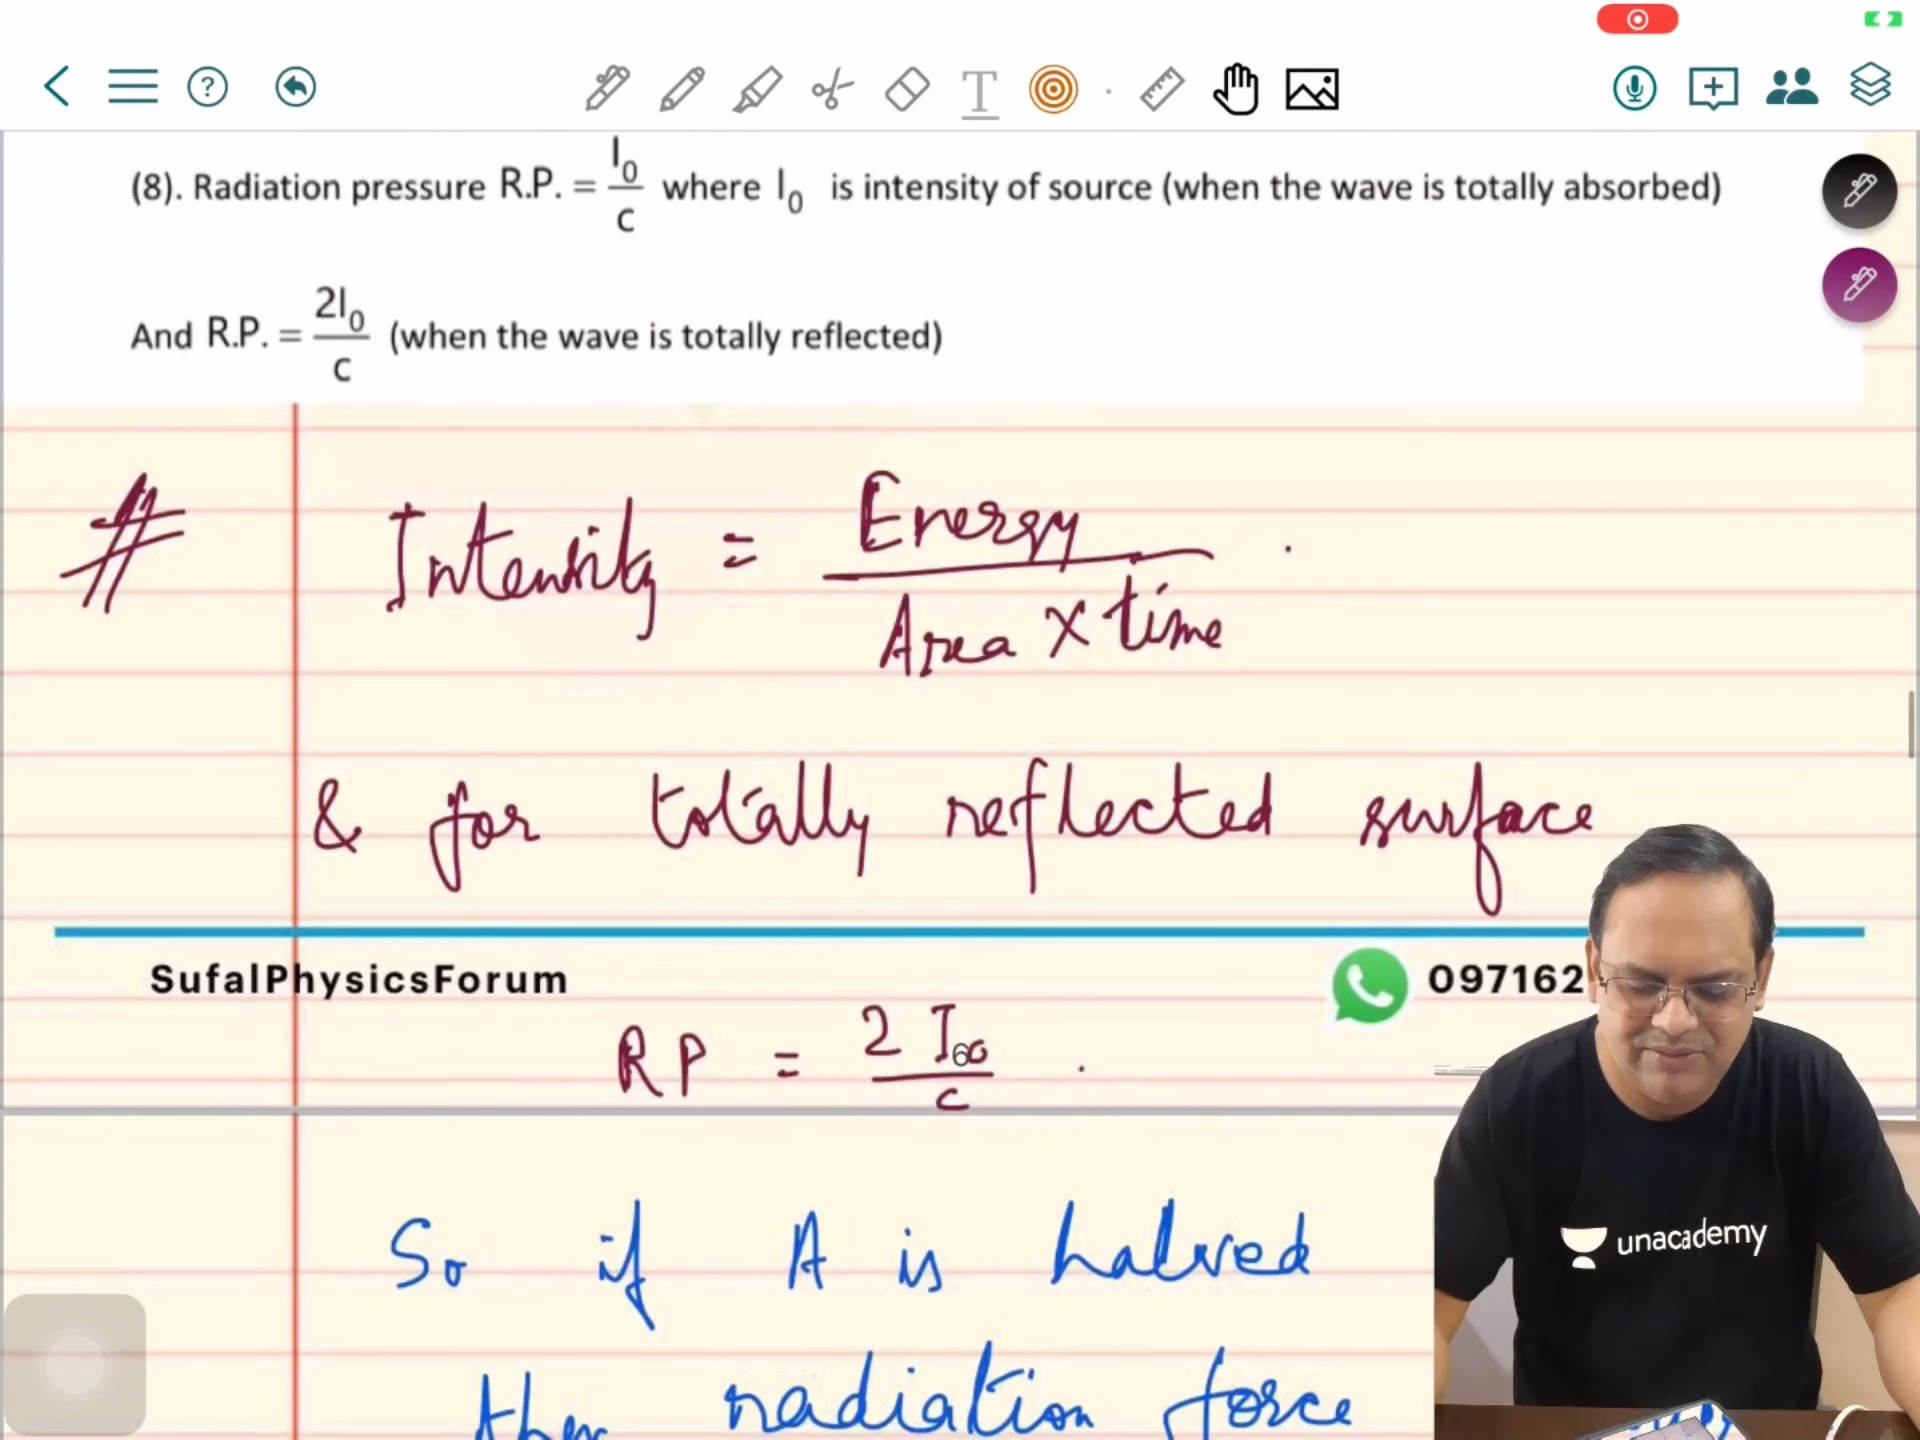 (8). Radiation pressure R.P. = I₀/c where I₀ is intensity of source (when the wave is totally absorbed)
And R.P. = 2I₀/c (when the wave is totally reflected)
# Intensity = Energy / Area × time
& for totally reflected surface
SufalPhysicsForum 097162
RP = 2 I₀ / c
So if A is halved
then radiation force
unacademy